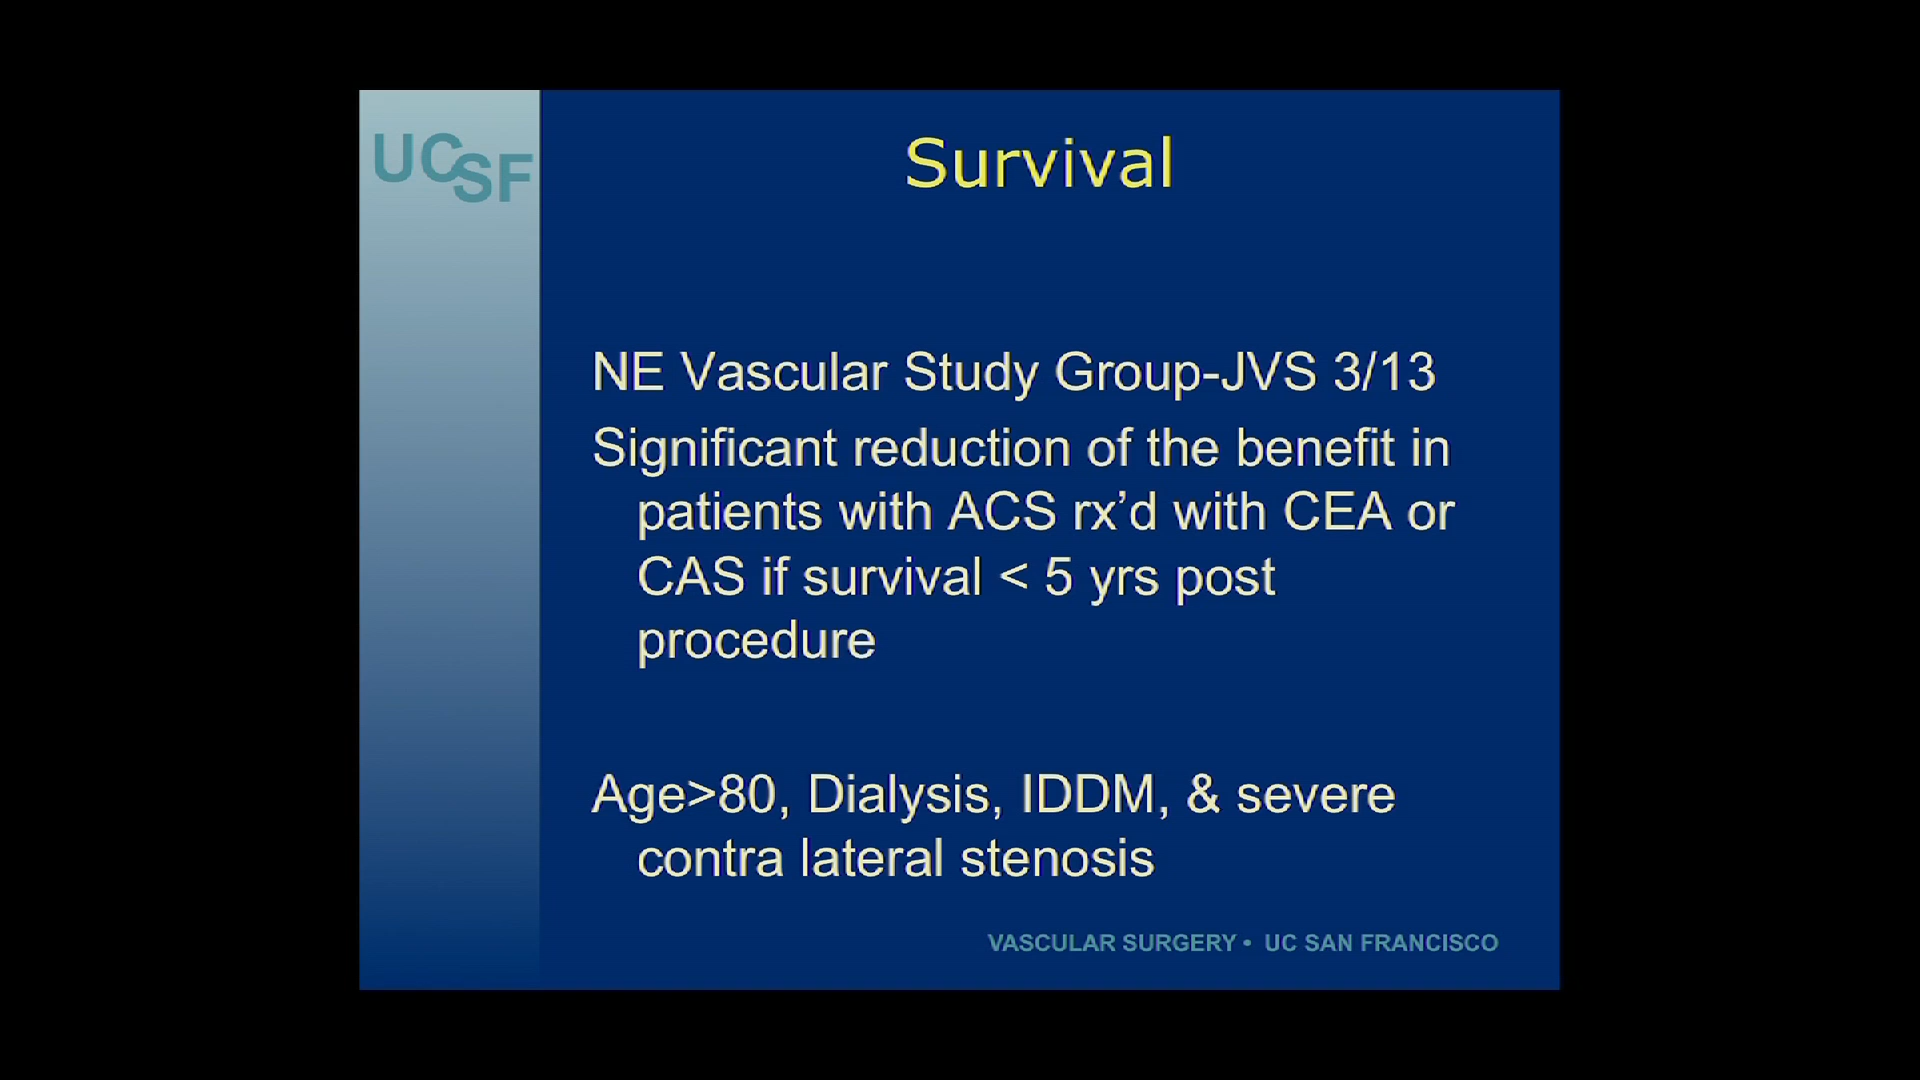 UCSF
Survival
NE Vascular Study Group-JVS 3/13
Significant reduction of the benefit in
patients with ACS rx’d with CEA or
CAS if survival < 5 yrs post
procedure
Age>80, Dialysis, IDDM, & severe
contra lateral stenosis
VASCULAR SURGERY • UC SAN FRANCISCO